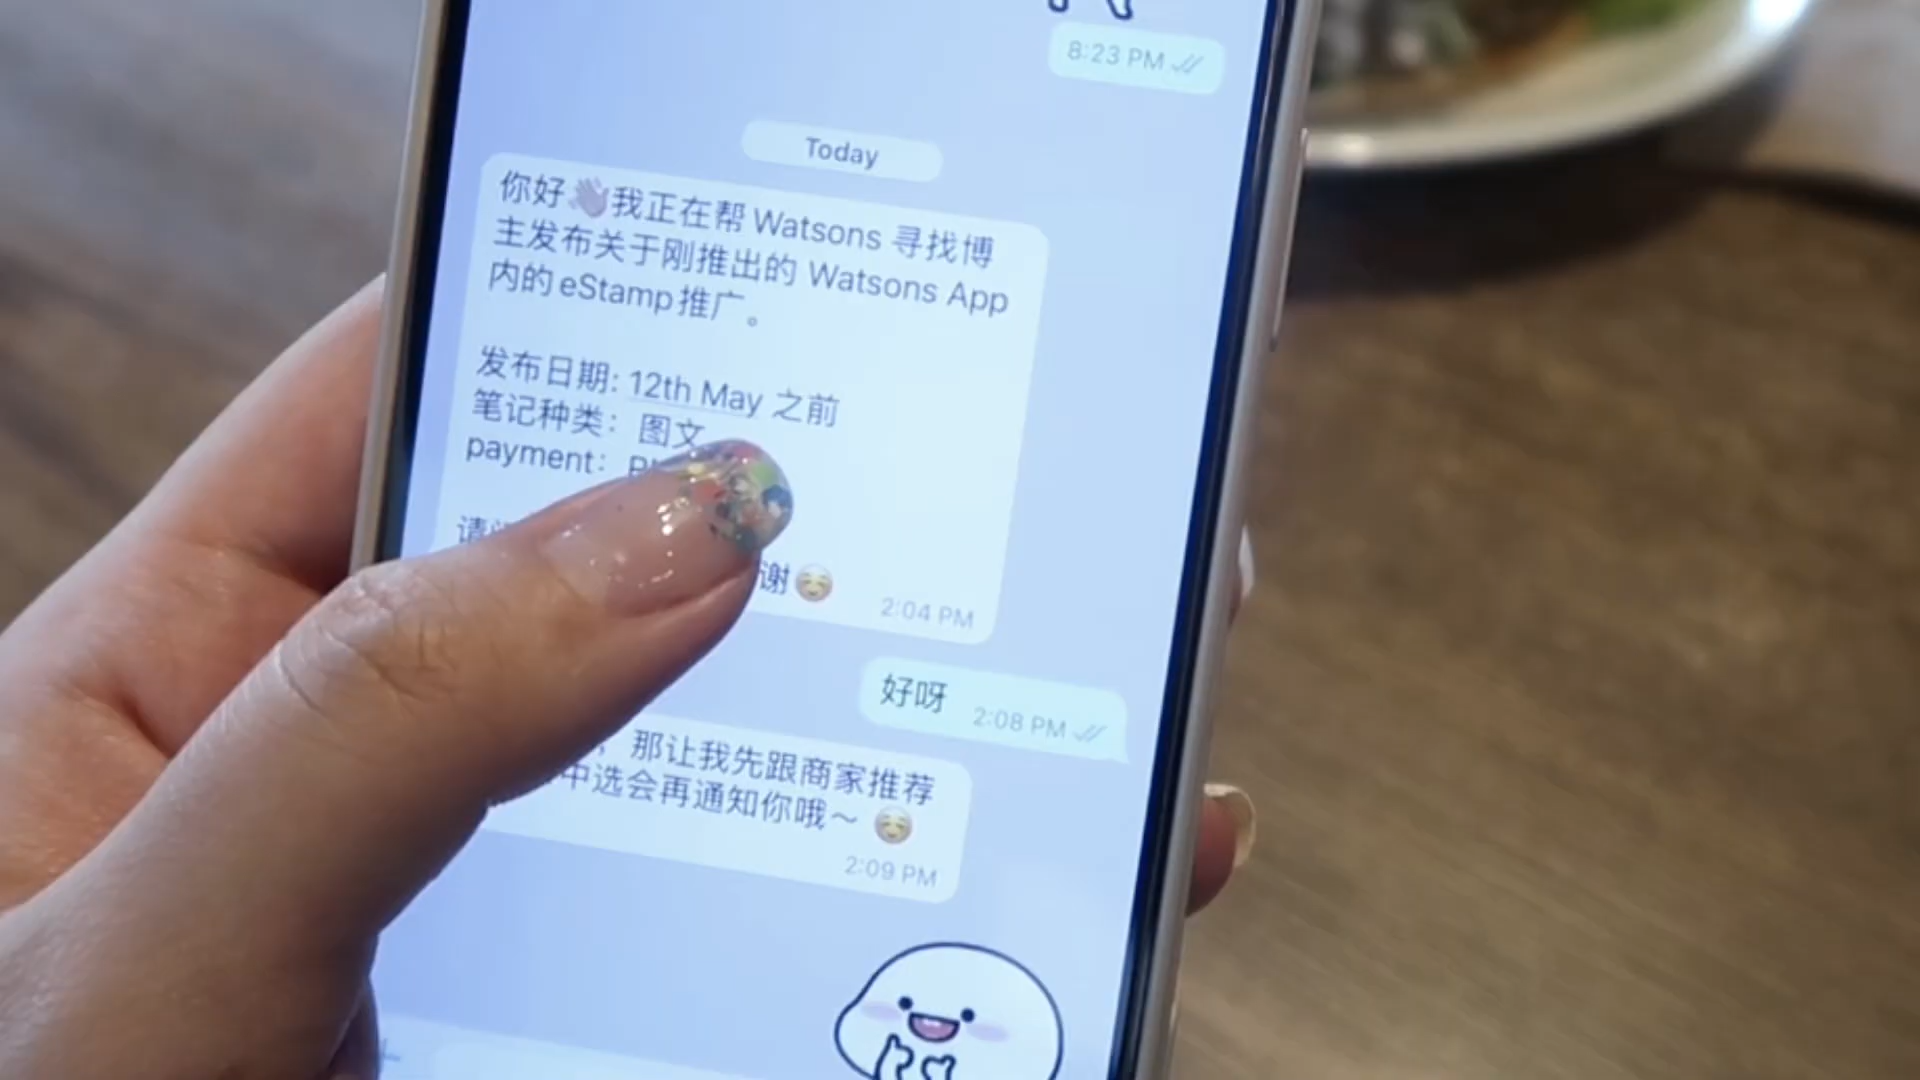 8:23 PM
Today
你好👋我正在帮 Watsons 寻找博
主发布关于刚推出的 Watsons App
内的 eStamp 推广。
发布日期: 12th May 之前
笔记种类： 图文
payment：
请
谢☺️
2:04 PM
好呀
2:08 PM
，那让我先跟商家推荐
中选会再通知你哦～ ☺️
2:09 PM